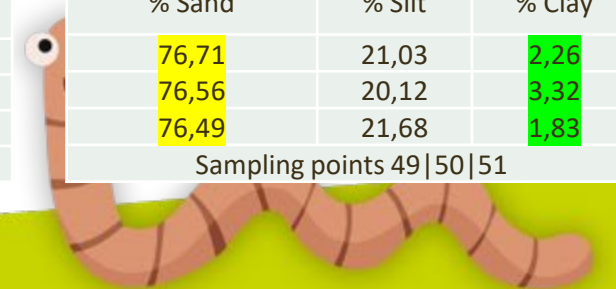 % Sand % Silt % Clay
76,71 21,03 2,26
76,56 20,12 3,32
76,49 21,68 1,83
Sampling points 49|50|51